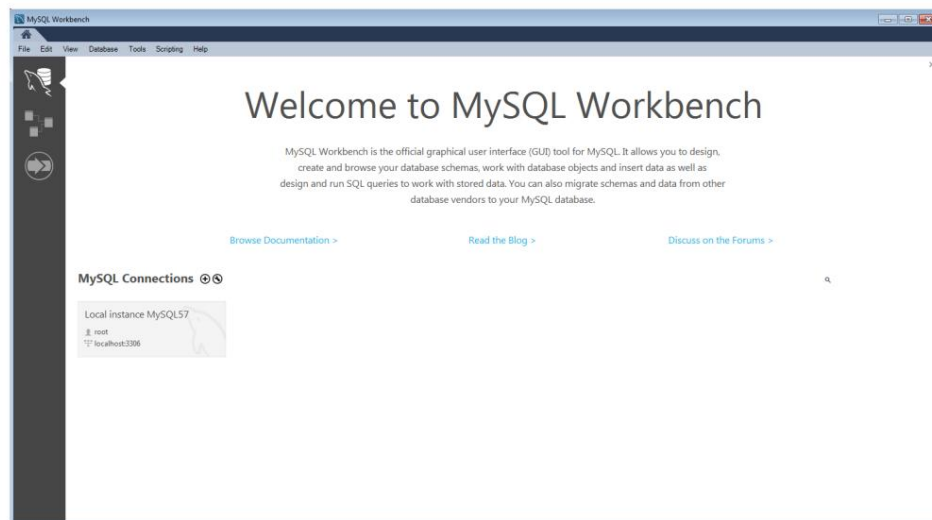 MySQL Workbench
File Edit View Database Tools Scripting Help
Welcome to MySQL Workbench
MySQL Workbench is the official graphical user interface (GUI) tool for MySQL. It allows you to design,
create and browse your database schemas, work with database objects and insert data as well as
design and run SQL queries to work with stored data. You can also migrate schemas and data from other
database vendors to your MySQL database.
Browse Documentation > Read the Blog > Discuss on the Forums >
MySQL Connections
Local instance MySQL57
root
localhost:3306